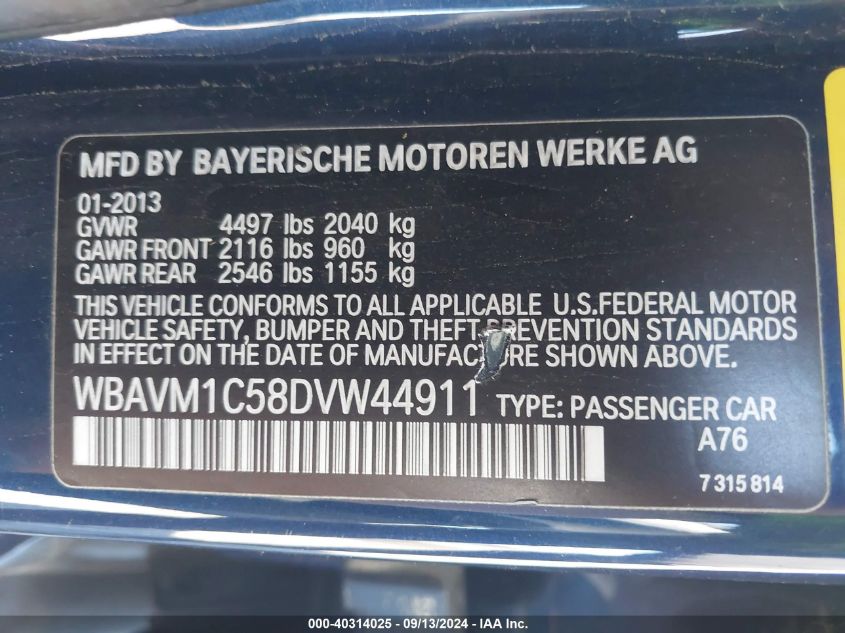 MFD BY BAYERISCHE MOTOREN WERKE AG
01-2013
GVWR 4497 lbs 2040 kg
GAWR FRONT 2116 lbs 960 kg
GAWR REAR 2546 lbs 1155 kg
THIS VEHICLE CONFORMS TO ALL APPLICABLE U.S.FEDERAL MOTOR
VEHICLE SAFETY, BUMPER AND THEFT PREVENTION STANDARDS
IN EFFECT ON THE DATE OF MANUFACTURE SHOWN ABOVE.
WBAVM1C58DVW44911 TYPE: PASSENGER CAR
A76
7 315 814
000-40314025 - 09/13/2024 - IAA Inc.